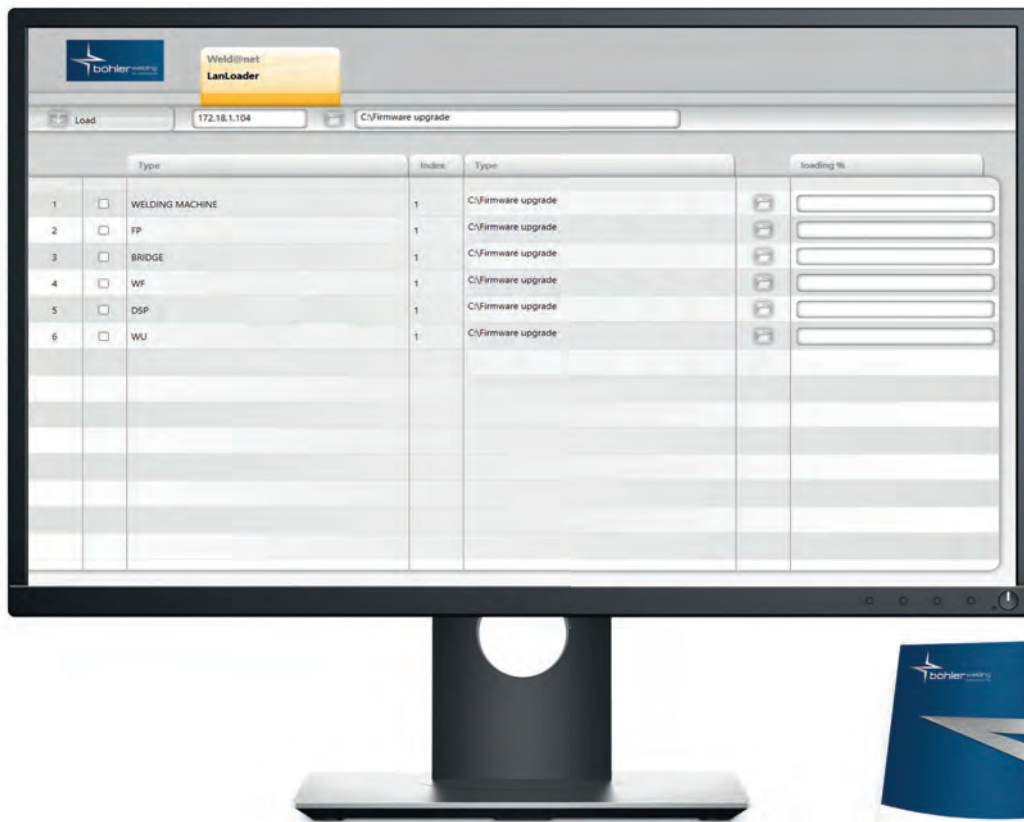 bohler welding
Weld@net
LanLoader
Load 172.18.1.104 C:\Firmware upgrade
Type Index Type loading %
1 WELDING MACHINE 1 C:\Firmware upgrade
2 FP 1 C:\Firmware upgrade
3 BRIDGE 1 C:\Firmware upgrade
4 WF 1 C:\Firmware upgrade
5 DSP 1 C:\Firmware upgrade
6 WU 1 C:\Firmware upgrade
bohler welding